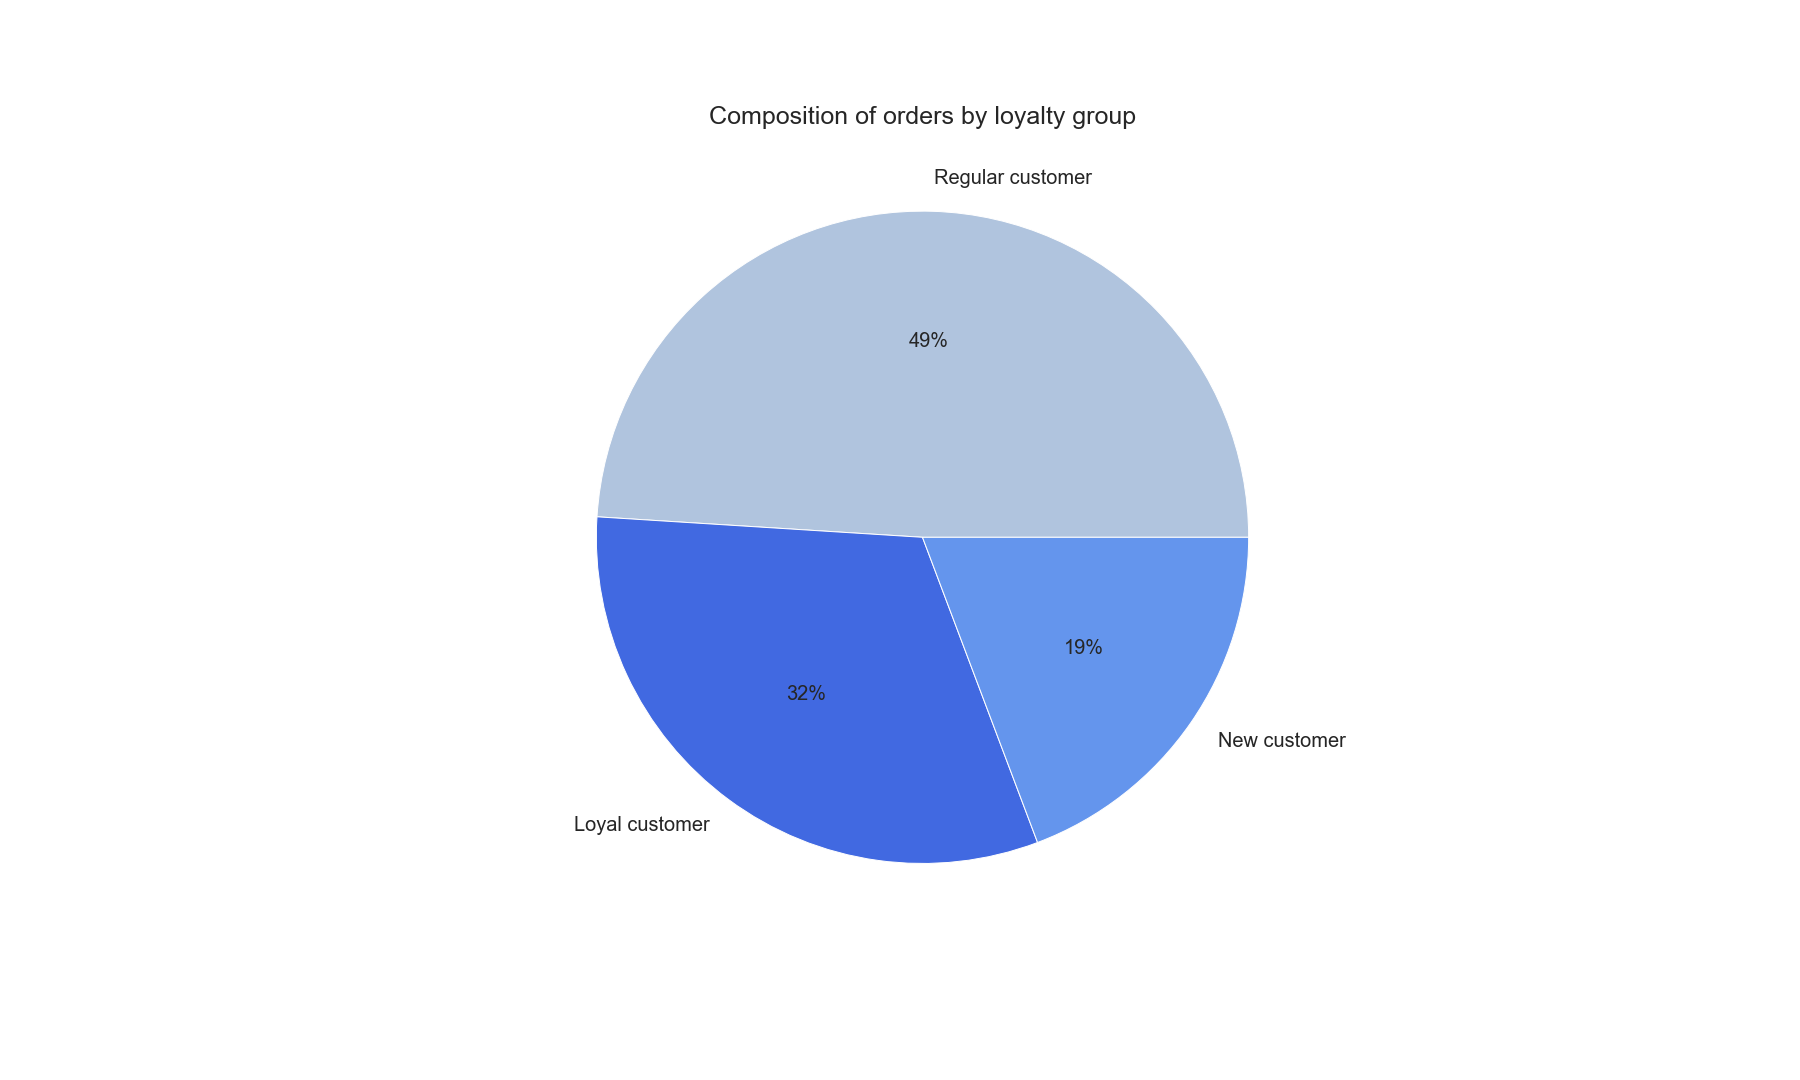 Composition of orders by loyalty group
Regular customer
49%
19%
32%
New customer
Loyal customer